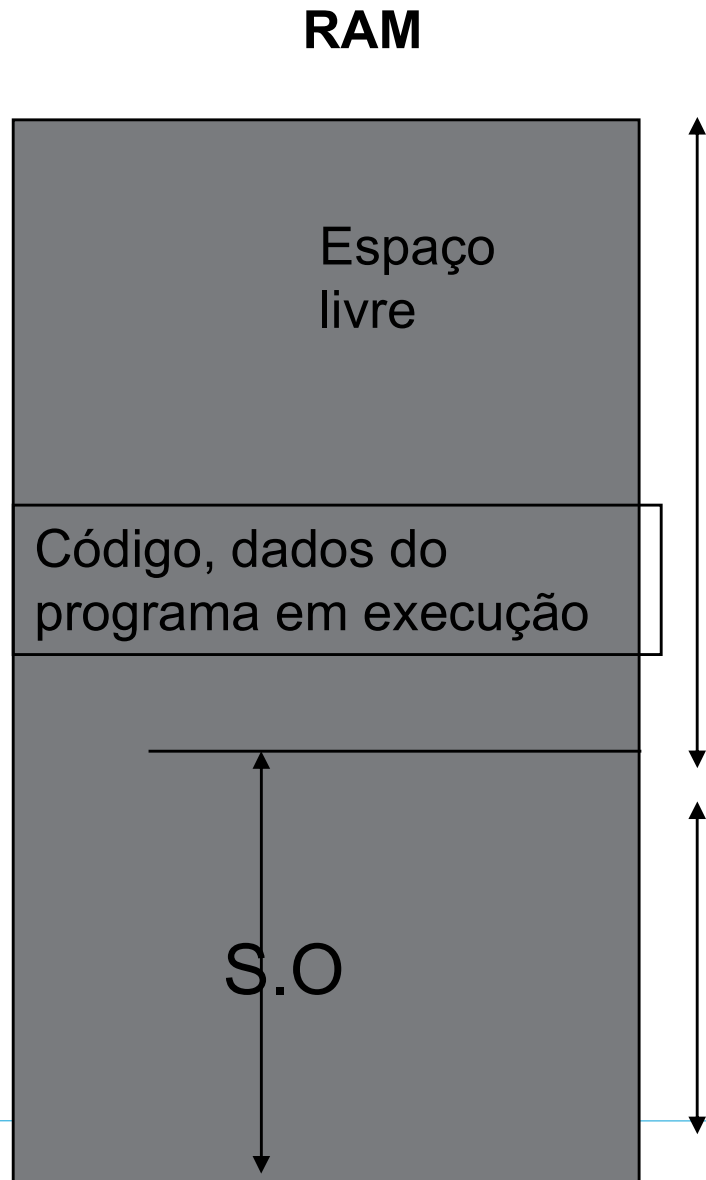 RAM
Espaço
livre
Código, dados do
programa em execução
S.O